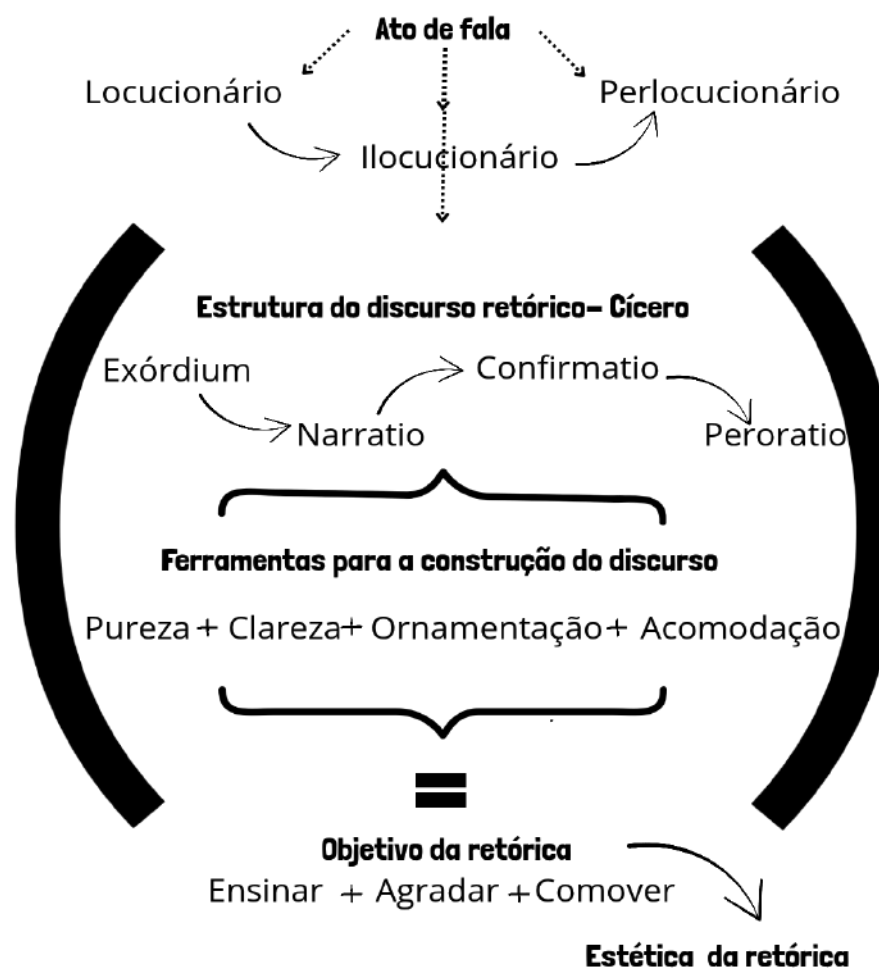 Ato de fala
Locucionário
Perlocucionário
Ilocucionário
Estrutura do discurso retórico- Cícero
Exórdium
Confirmatio
Narratio
Peroratio
Ferramentas para a construção do discurso
Pureza + Clareza+ Ornamentação+ Acomodação
=
Objetivo da retórica
Ensinar + Agradar +Comover
Estética da retórica